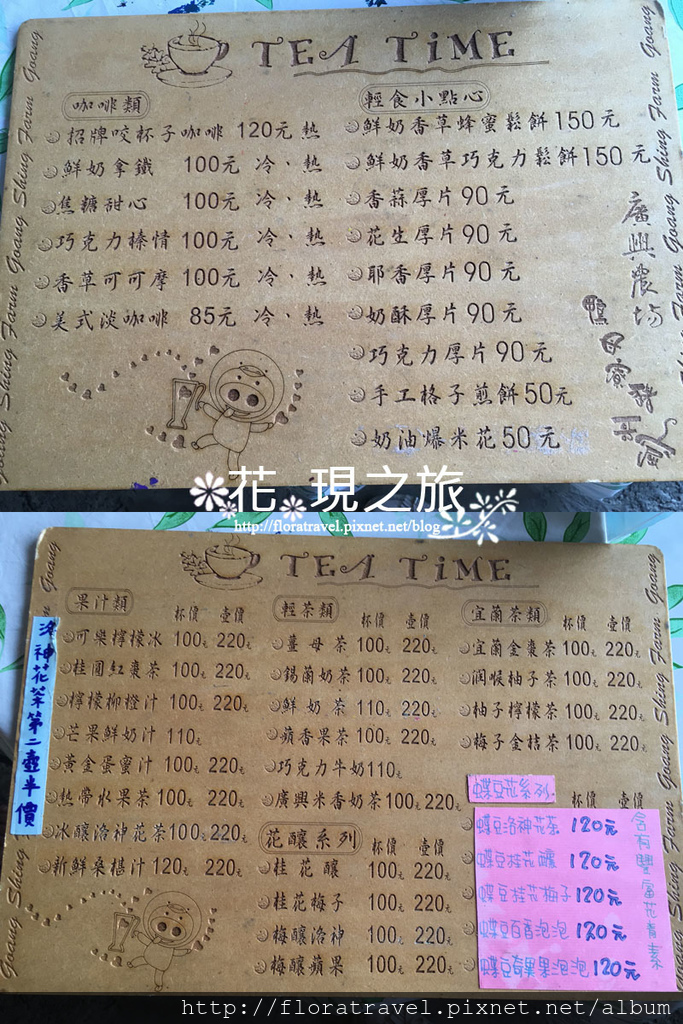 TEA TiME
咖啡類
招牌咬杯子咖啡 120元 熱
鮮奶拿鐵 100元 冷、熱
焦糖甜心 100元 冷、熱
巧克力榛情 100元 冷、熱
香草可可摩 100元 冷、熱
美式淡咖啡 85元 冷、熱
輕食小點心
鮮奶香草蜂蜜鬆餅150元
鮮奶香草巧克力鬆餅150元
香蒜厚片90元
花生厚片90元
椰香厚片90元
奶酥厚片90元
巧克力厚片90元
手工格子煎餅50元
奶油爆米花50元
廣興農場
Goang Shing Farm Goang Shing Farm Goang
Goang Shing Farm Goang Shing Farm Goang
花現之旅
http://floratravel.pixnet.net/blog
TEA TiME
果汁類 杯價 壺價
可樂檸檬冰 100元 220元
桂圓紅棗茶 100元 220元
檸檬柳橙汁 100元 220元
芒果鮮奶汁 110元
黃金蛋蜜汁 100元 220元
熱帶水果茶 100元 220元
冰釀洛神花茶100元 220元
新鮮桑椹汁 120元 220元
洛神花茶第二壺半價
輕茶類 杯價 壺價
薑母茶 100元 220元
錫蘭奶茶 100元 220元
鮮奶茶 110元 220元
蘋香果茶 100元 220元
巧克力牛奶110元
廣興米香奶茶100元 220元
花釀系列 杯價 壺價
桂花釀 100元 220元
桂花梅子 100元 220元
梅釀洛神 100元 220元
梅釀蘋果 100元 220元
宜蘭茶類 杯價 壺價
宜蘭金棗茶 100元 220元
潤喉柚子茶 100元 220元
柚子檸檬茶 100元 220元
梅子金桔茶 100元 220元
蝶豆花系列 杯價 壺價
蝶豆洛神花茶 120元
蝶豆桂花釀 120元
蝶豆桂花梅子 120元
蝶豆百香泡泡 120元
蝶豆奇異果泡泡 120元
含有豐富花青素
Goang Shing Farm Goang Shing Farm Goang
http://floratravel.pixnet.net/album